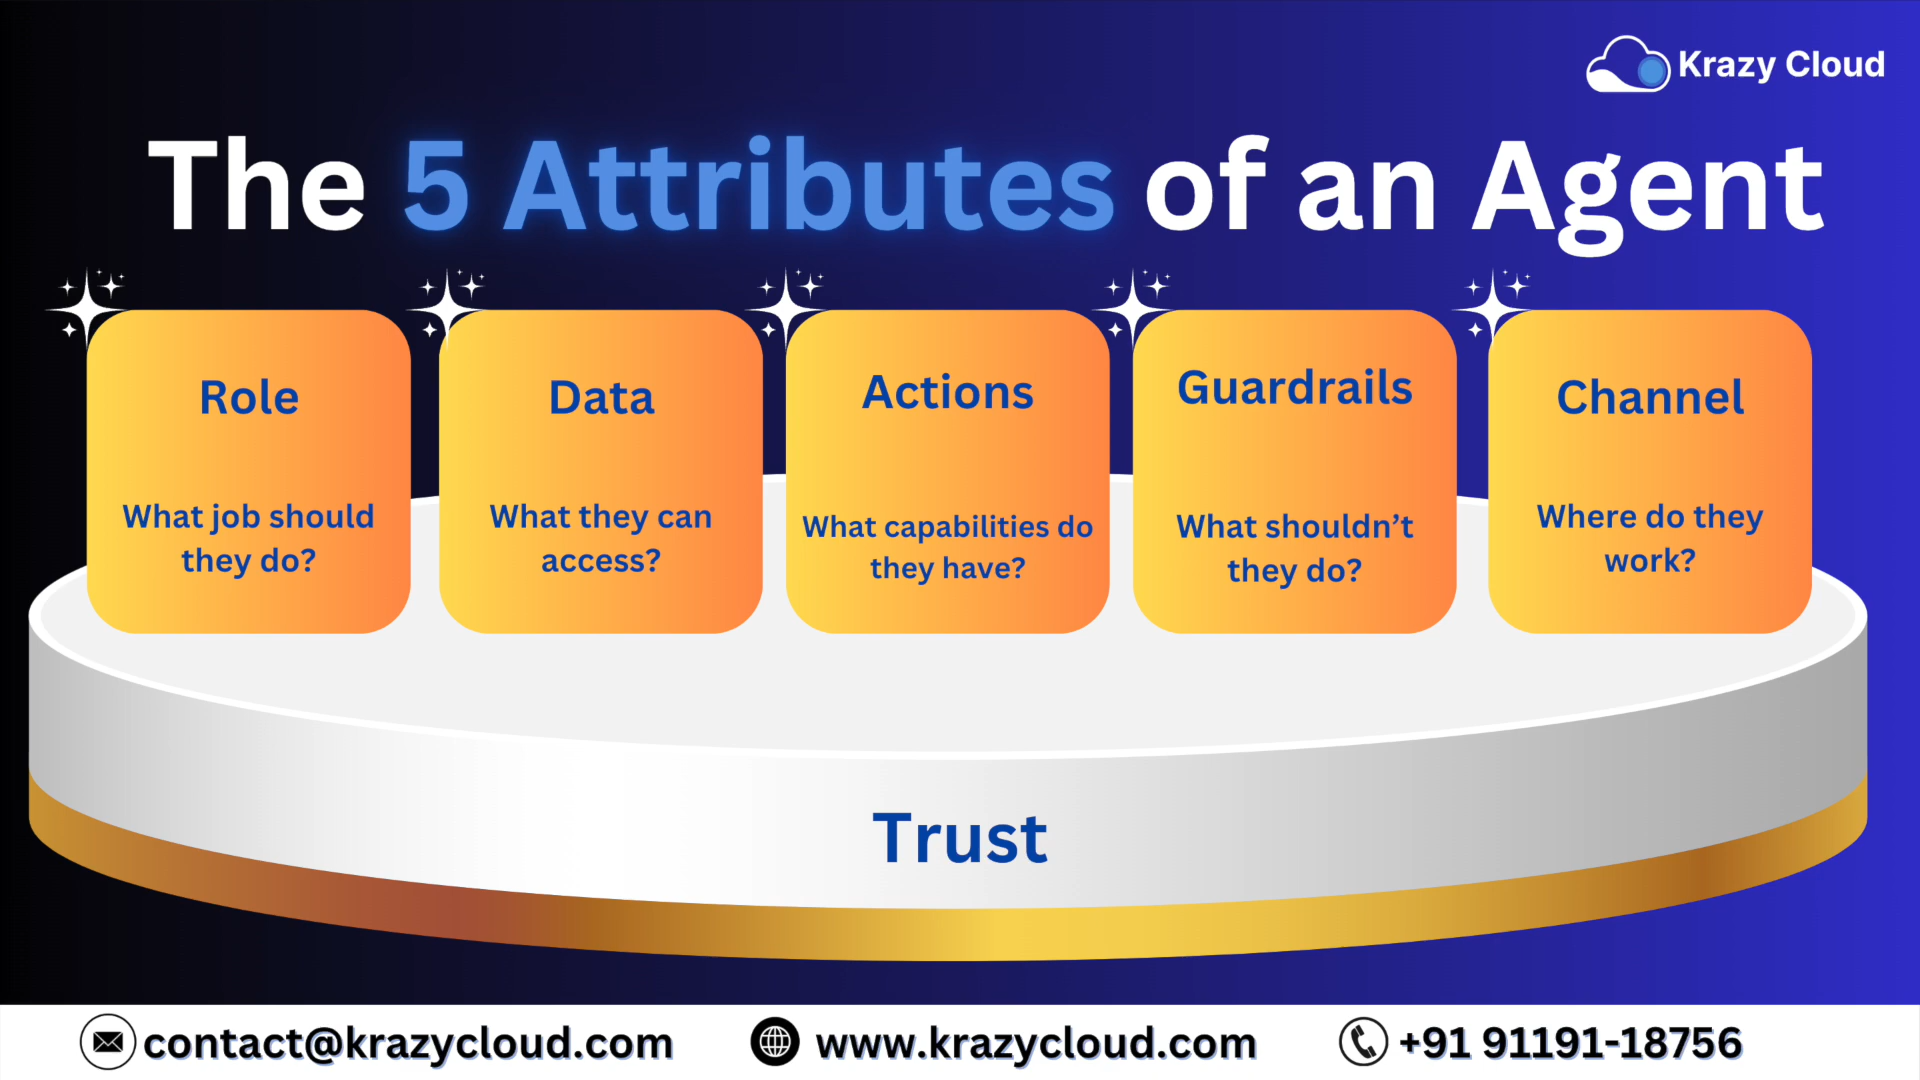 Krazy Cloud
The 5 Attributes of an Agent
Role
What job should
they do?
Data
What they can
access?
Actions
What capabilities do
they have?
Guardrails
What shouldn’t
they do?
Channel
Where do they
work?
Trust
contact@krazycloud.com
www.krazycloud.com
+91 91191-18756